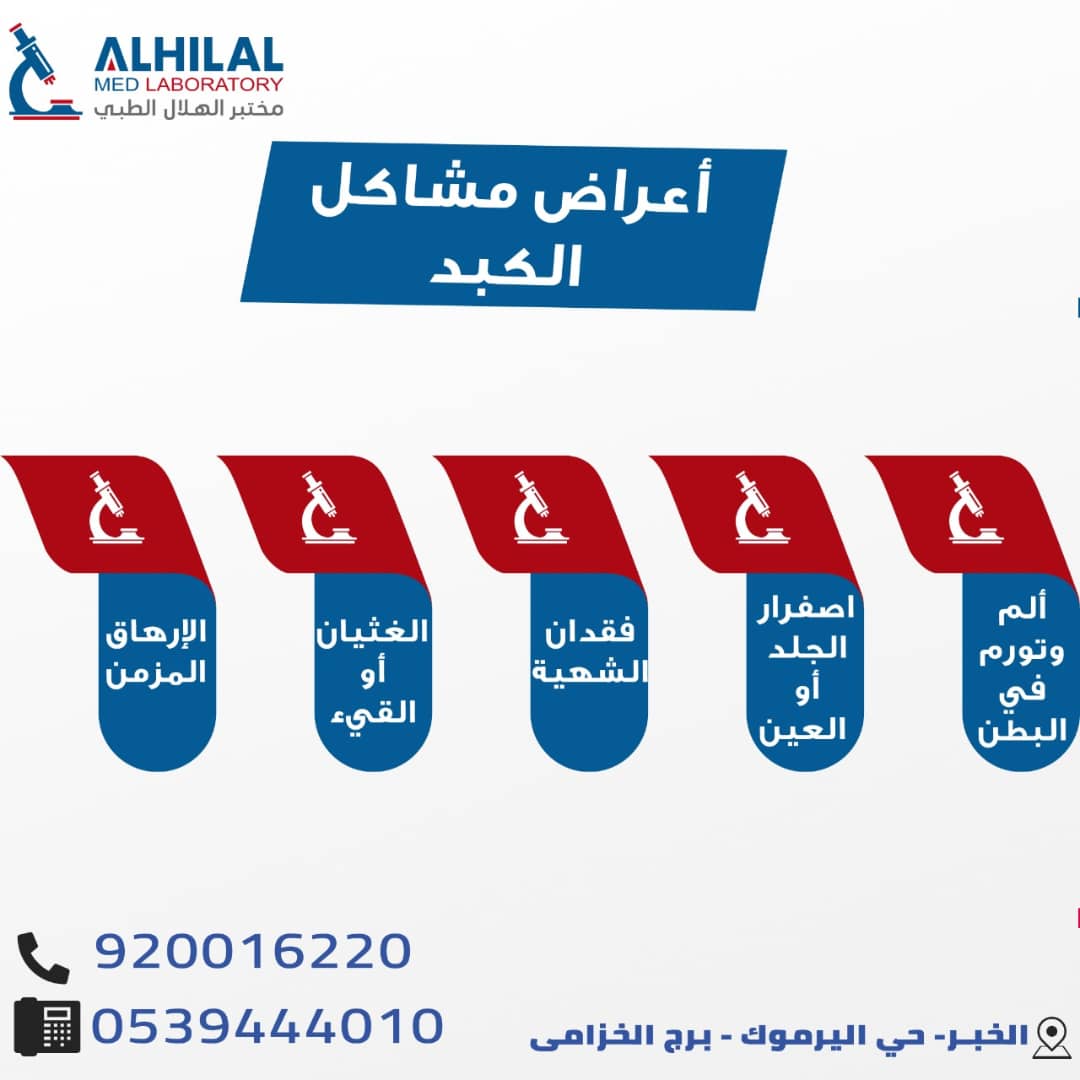 ALHILAL
MED LABORATORY
مختبر الهلال الطبي
أعراض مشاكل
الكبد
ألم
وتورم
في
البطن
اصفرار
الجلد
أو
العين
فقدان
الشهية
الغثيان
أو
القيء
الإرهاق
المزمن
920016220
0539444010
الخبر- حي اليرموك - برج الخزامى